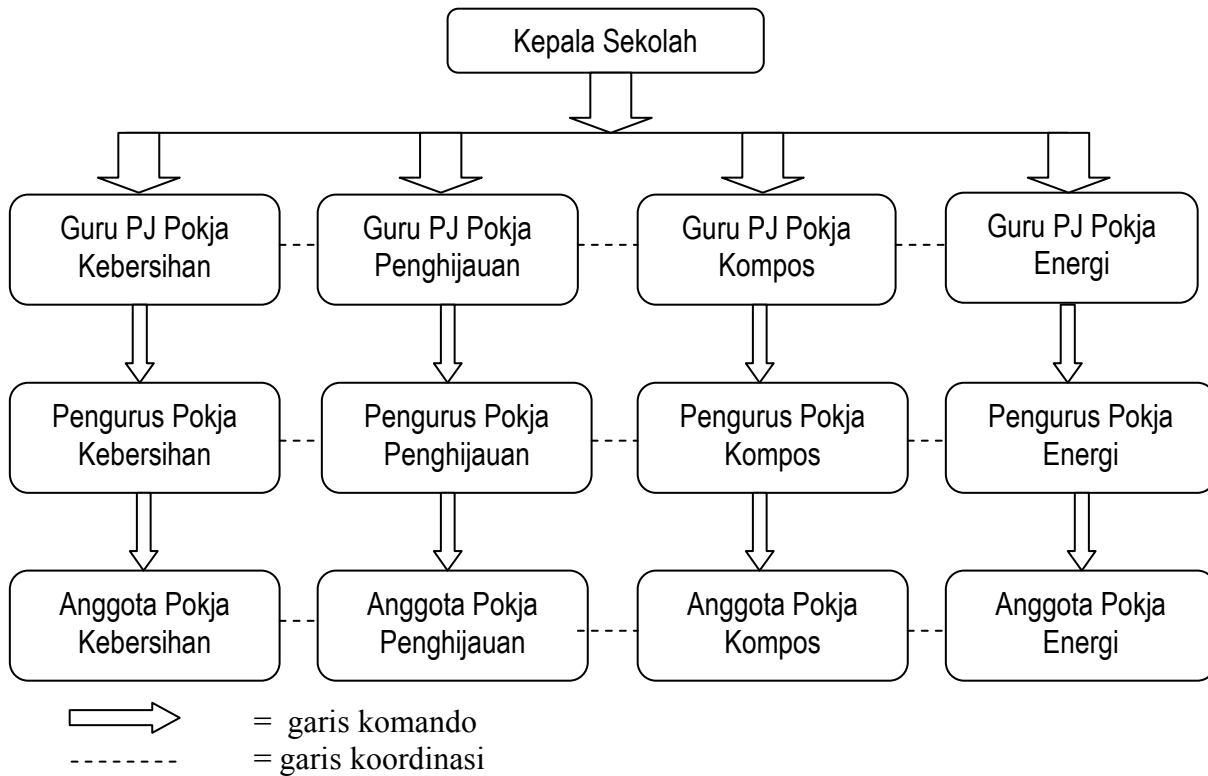 Kepala Sekolah
Guru PJ Pokja
Kebersihan
Guru PJ Pokja
Penghijauan
Guru PJ Pokja
Kompos
Guru PJ Pokja
Energi
Pengurus Pokja
Kebersihan
Pengurus Pokja
Penghijauan
Pengurus Pokja
Kompos
Pengurus Pokja
Energi
Anggota Pokja
Kebersihan
Anggota Pokja
Penghijauan
Anggota Pokja
Kompos
Anggota Pokja
Energi
= garis komando
= garis koordinasi